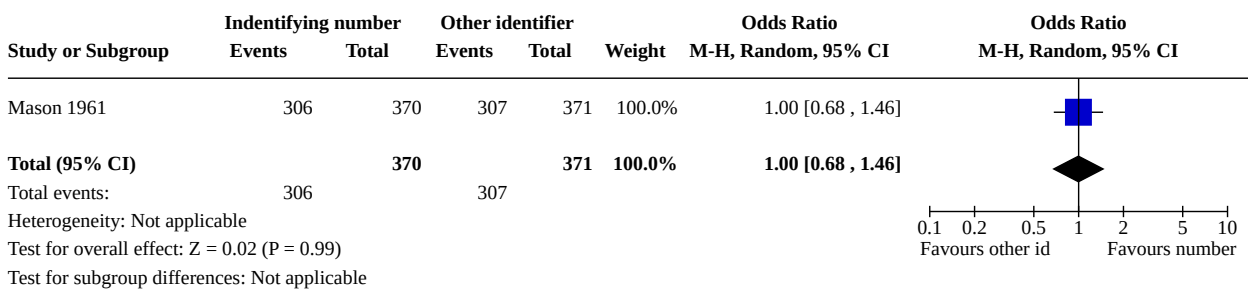 Indentifying number Other identifier Odds Ratio Odds Ratio
Study or Subgroup Events Total Events Total Weight M-H, Random, 95% CI M-H, Random, 95% CI
Mason 1961 306 370 307 371 100.0% 1.00 [0.68 , 1.46]
Total (95% CI) 370 371 100.0% 1.00 [0.68 , 1.46]
Total events: 306 307
Heterogeneity: Not applicable
0.1 0.2 0.5 1 2 5 10
Test for overall effect: Z = 0.02 (P = 0.99)
Favours other id Favours number
Test for subgroup differences: Not applicable